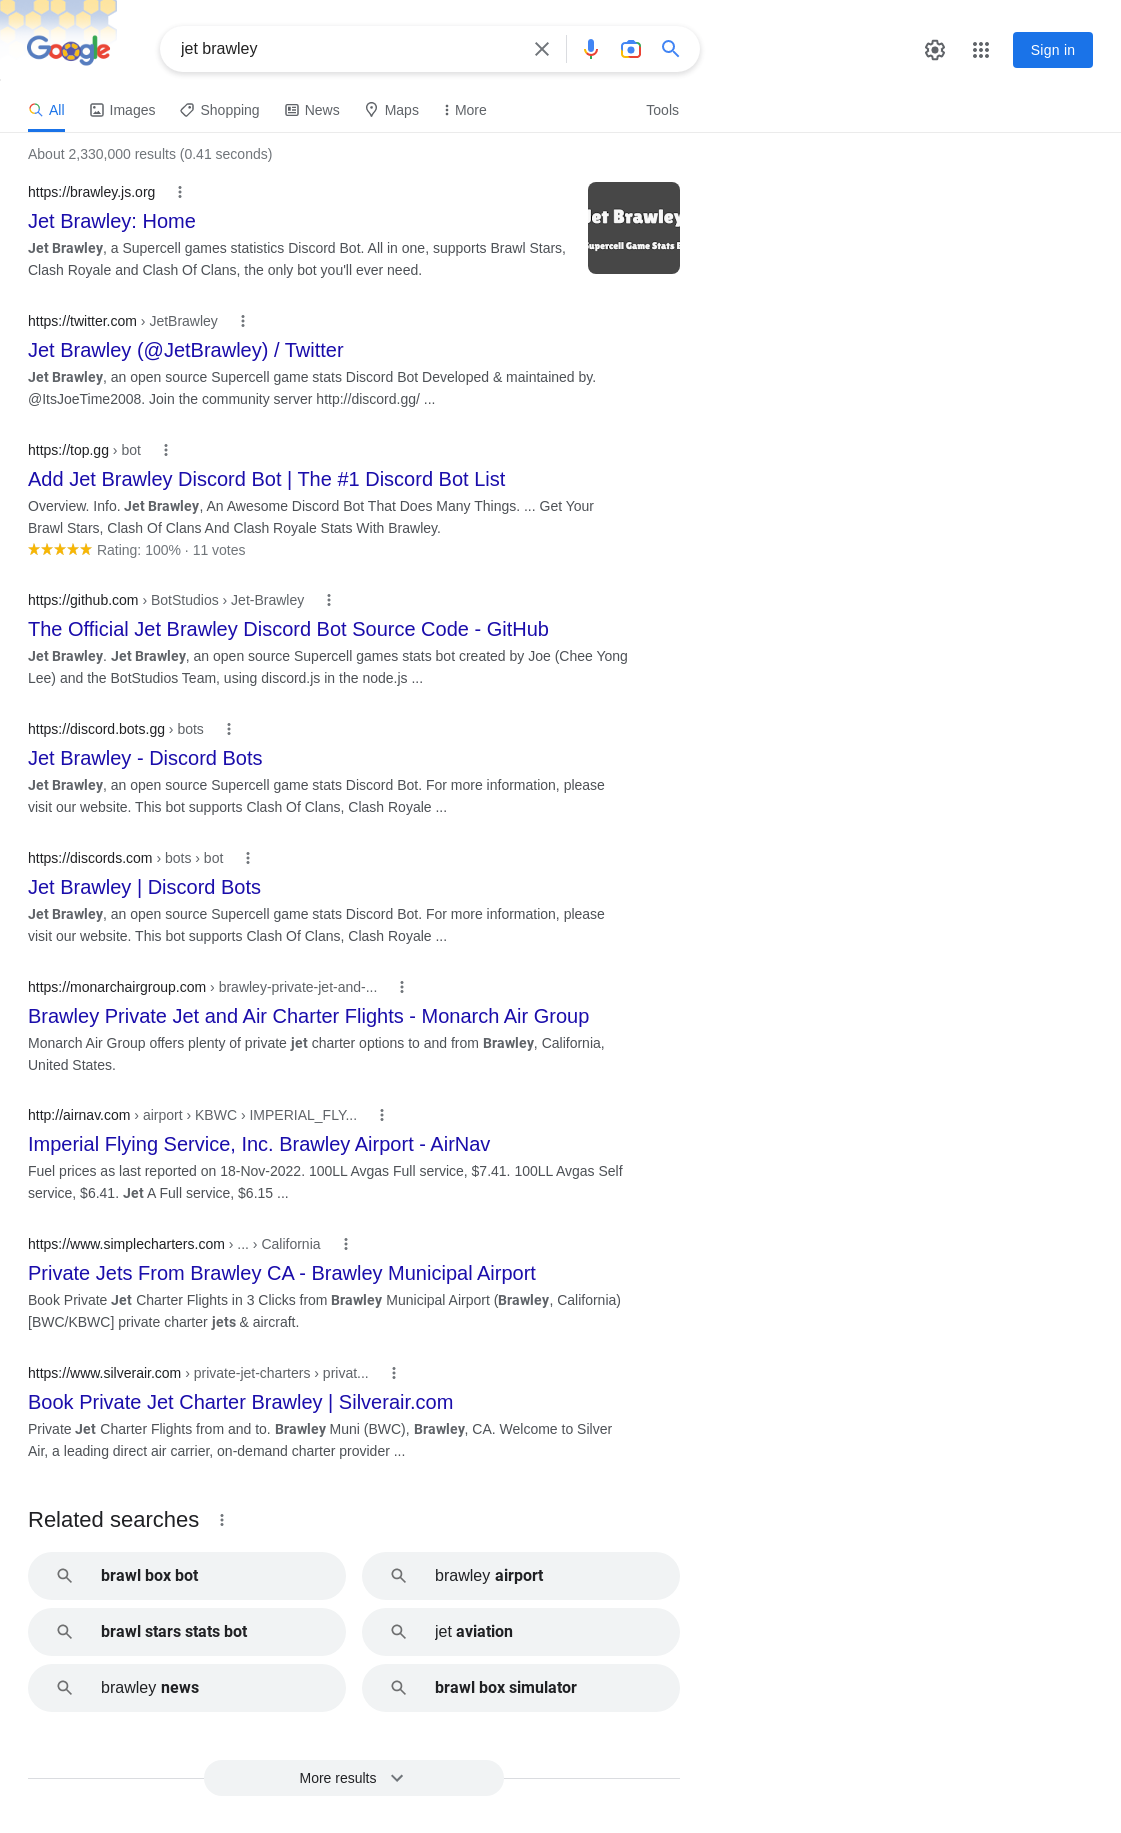 Google
jet brawley
Sign in
All
Images
Shopping
News
Maps
More
Tools
About 2,330,000 results (0.41 seconds)
https://brawley.js.org
Jet Brawley: Home
Jet Brawley, a Supercell games statistics Discord Bot. All in one, supports Brawl Stars,
Clash Royale and Clash Of Clans, the only bot you'll ever need.
Jet Brawley
Supercell Game Stats B
https://twitter.com › JetBrawley
Jet Brawley (@JetBrawley) / Twitter
Jet Brawley, an open source Supercell game stats Discord Bot Developed & maintained by.
@ItsJoeTime2008. Join the community server http://discord.gg/ ...
https://top.gg › bot
Add Jet Brawley Discord Bot | The #1 Discord Bot List
Overview. Info. Jet Brawley, An Awesome Discord Bot That Does Many Things. ... Get Your
Brawl Stars, Clash Of Clans And Clash Royale Stats With Brawley.
Rating: 100% · 11 votes
https://github.com › BotStudios › Jet-Brawley
The Official Jet Brawley Discord Bot Source Code - GitHub
Jet Brawley. Jet Brawley, an open source Supercell games stats bot created by Joe (Chee Yong
Lee) and the BotStudios Team, using discord.js in the node.js ...
https://discord.bots.gg › bots
Jet Brawley - Discord Bots
Jet Brawley, an open source Supercell game stats Discord Bot. For more information, please
visit our website. This bot supports Clash Of Clans, Clash Royale ...
https://discords.com › bots › bot
Jet Brawley | Discord Bots
Jet Brawley, an open source Supercell game stats Discord Bot. For more information, please
visit our website. This bot supports Clash Of Clans, Clash Royale ...
https://monarchairgroup.com › brawley-private-jet-and-...
Brawley Private Jet and Air Charter Flights - Monarch Air Group
Monarch Air Group offers plenty of private jet charter options to and from Brawley, California,
United States.
http://airnav.com › airport › KBWC › IMPERIAL_FLY...
Imperial Flying Service, Inc. Brawley Airport - AirNav
Fuel prices as last reported on 18-Nov-2022. 100LL Avgas Full service, $7.41. 100LL Avgas Self
service, $6.41. Jet A Full service, $6.15 ...
https://www.simplecharters.com › ... › California
Private Jets From Brawley CA - Brawley Municipal Airport
Book Private Jet Charter Flights in 3 Clicks from Brawley Municipal Airport (Brawley, California)
[BWC/KBWC] private charter jets & aircraft.
https://www.silverair.com › private-jet-charters › privat...
Book Private Jet Charter Brawley | Silverair.com
Private Jet Charter Flights from and to. Brawley Muni (BWC), Brawley, CA. Welcome to Silver
Air, a leading direct air carrier, on-demand charter provider ...
Related searches
brawl box bot
brawley airport
brawl stars stats bot
jet aviation
brawley news
brawl box simulator
More results